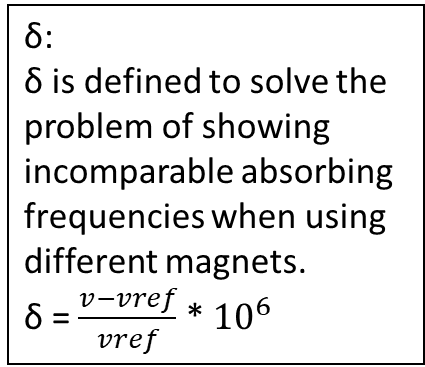 δ:
δ is defined to solve the
problem of showing
incomparable absorbing
frequencies when using
different magnets.
δ = \frac{v-vref}{vref} * 10^6